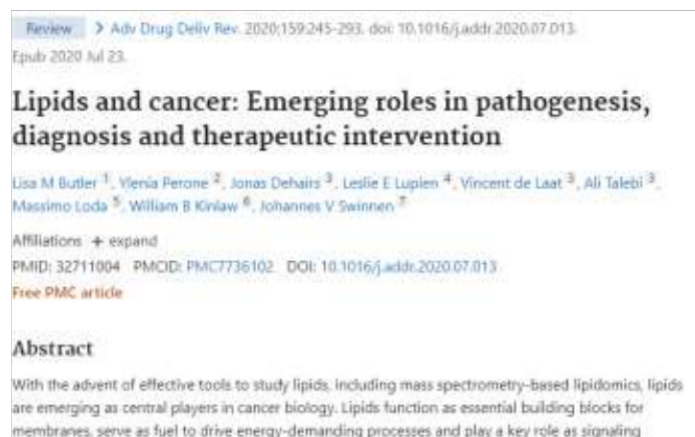 Review > Adv Drug Deliv Rev. 2020;159:245-293. doi: 10.1016/j.addr.2020.07.013.
Epub 2020 Jul 23.
Lipids and cancer: Emerging roles in pathogenesis,
diagnosis and therapeutic intervention
Lisa M Butler 1, Ylenia Perone 2, Jonas Dehairs 3, Leslie E Lupien 4, Vincent de Laat 3, Ali Talebi 3,
Massimo Loda 5, William B Kinlaw 6, Johannes V Swinnen 7
Affiliations + expand
PMID: 32711004 PMCID: PMC7736102 DOI: 10.1016/j.addr.2020.07.013
Free PMC article
Abstract
With the advent of effective tools to study lipids, including mass spectrometry-based lipidomics, lipids
are emerging as central players in cancer biology. Lipids function as essential building blocks for
membranes, serve as fuel to drive energy-demanding processes and play a key role as signaling